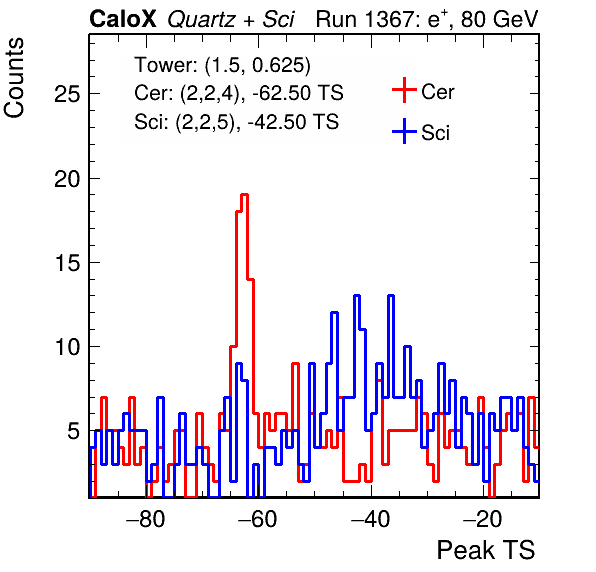 CaloX Quartz + Sci Run 1367: e⁺, 80 GeV
Tower: (1.5, 0.625)
Cer: (2,2,4), -62.50 TS
Sci: (2,2,5), -42.50 TS
Cer
Sci
Counts
25
20
15
10
5
−80 −60 −40 −20
Peak TS